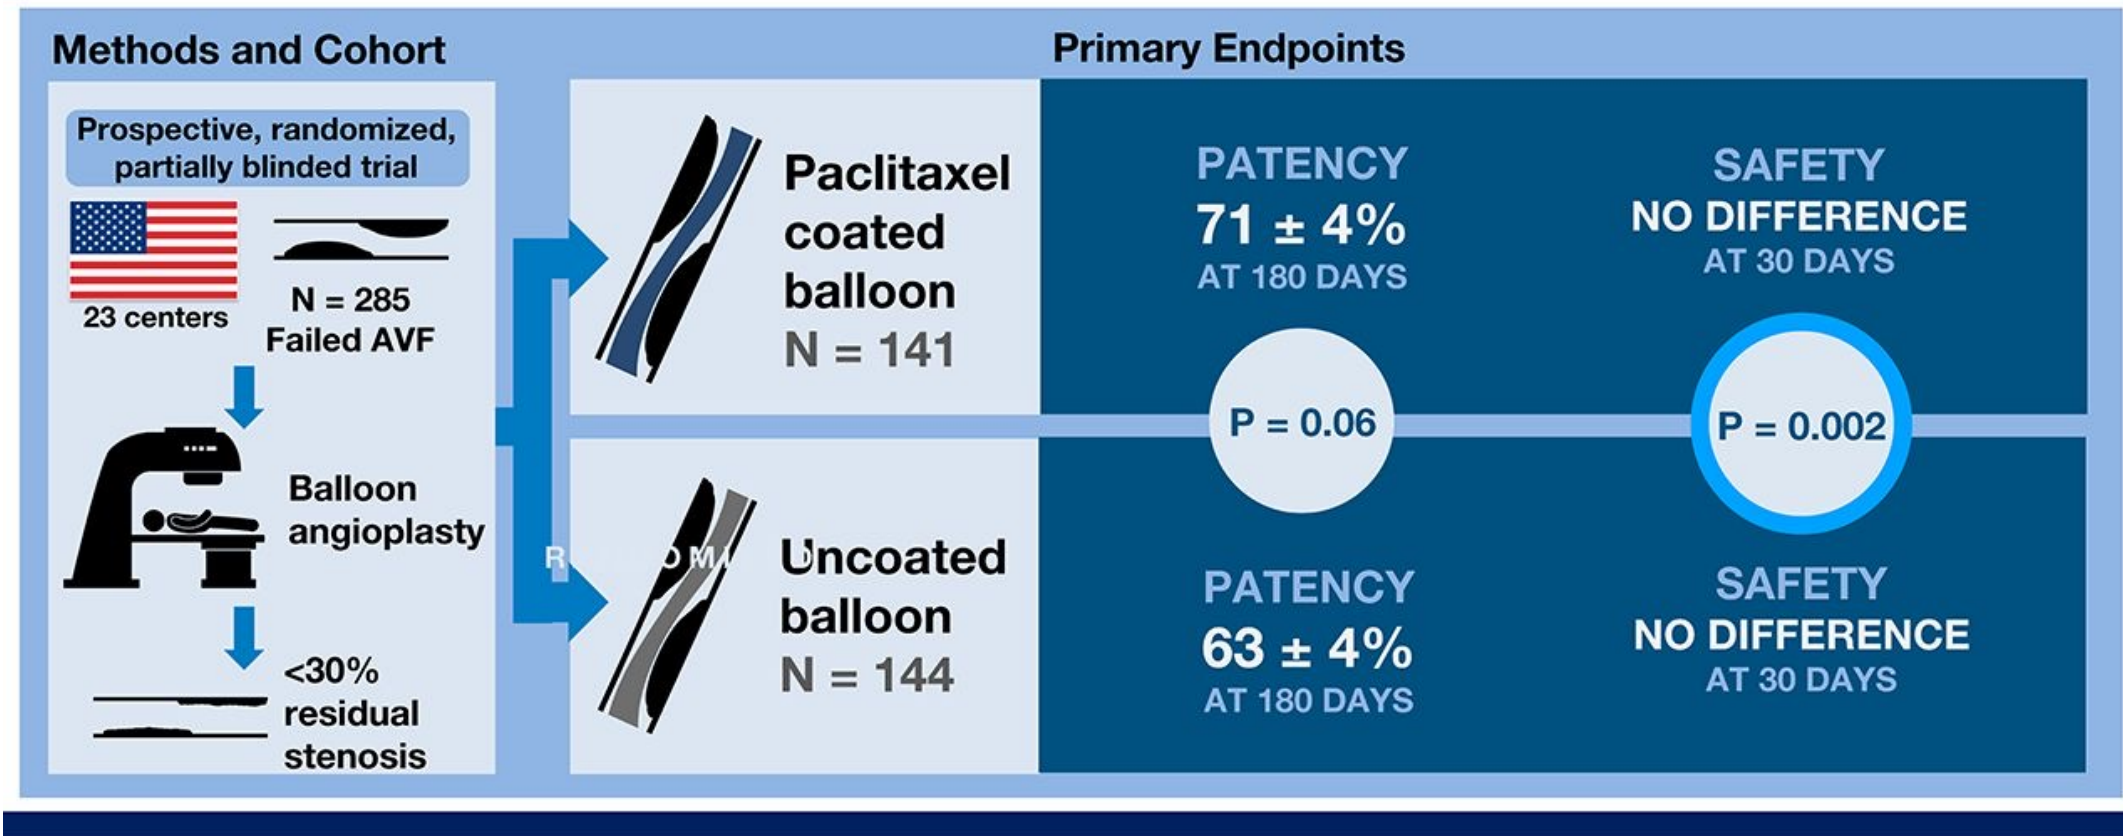 Methods and Cohort
Prospective, randomized,
partially blinded trial
23 centers
N = 285
Failed AVF
Balloon
angioplasty
<30%
residual
stenosis
Paclitaxel
coated
balloon
N = 141
Uncoated
balloon
N = 144
Primary Endpoints
PATENCY
71 ± 4%
AT 180 DAYS
SAFETY
NO DIFFERENCE
AT 30 DAYS
P = 0.06
P = 0.002
PATENCY
63 ± 4%
AT 180 DAYS
SAFETY
NO DIFFERENCE
AT 30 DAYS